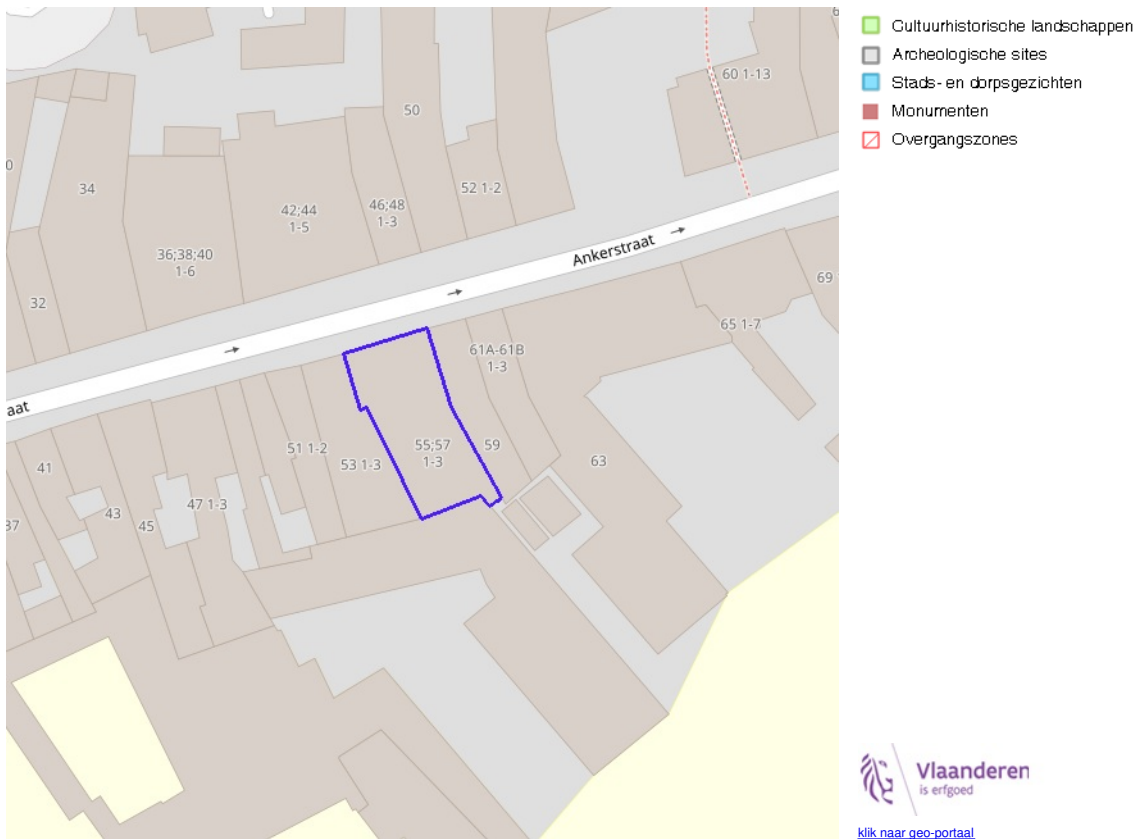 Cultuurhistorische landschappen
Archeologische sites
Stads- en dorpsgezichten
Monumenten
Overgangszones
60 1-13
50
34
52 1-2
42;44
1-5
46;48
1-3
36;38;40
1-6
Ankerstraat
32
69
65 1-7
61A-61B
1-3
aat
51 1-2
53 1-3
55;57
1-3
59
63
41
47 1-3
43
45
37
Vlaanderen
is erfgoed
klik naar geo-portaal